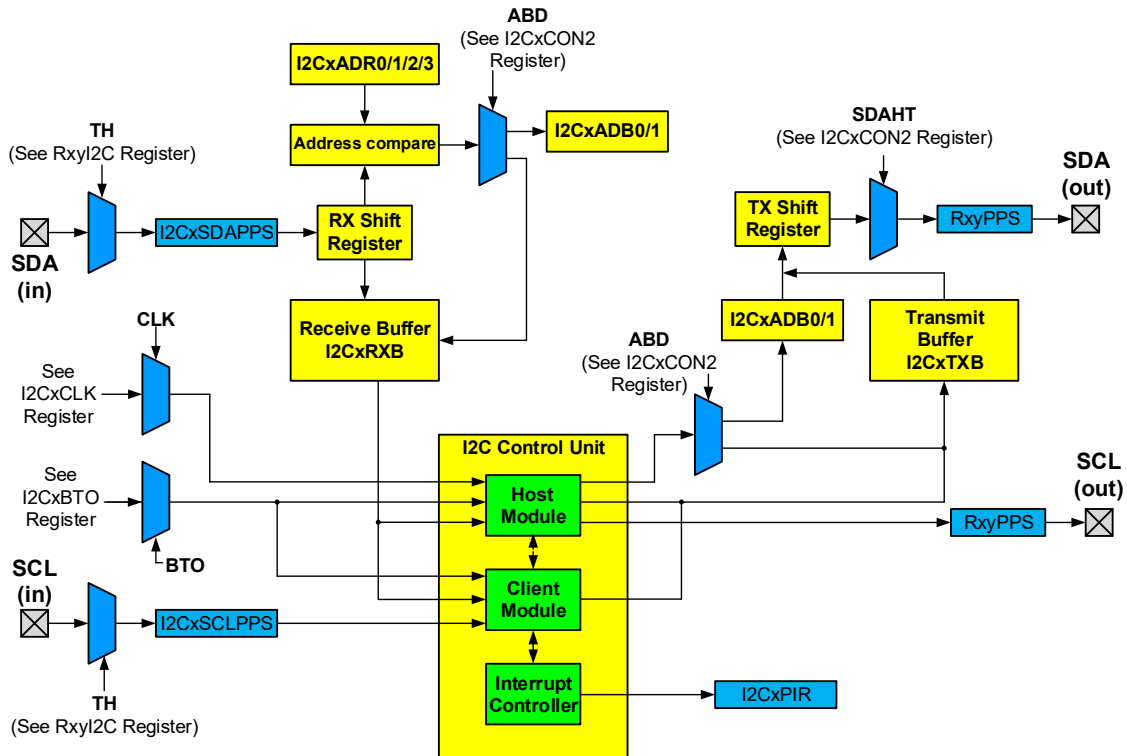 ABD
(See I2CxCON2
Register)
I2CxADR0/1/2/3
TH
(See RxyI2C Register)
Address compare
I2CxADB0/1
SDAHT
(See I2CxCON2 Register)
SDA
(out)
I2CxSDAPPS
RX Shift
Register
TX Shift
Register
RxyPPS
SDA
(in)
CLK
Receive Buffer
I2CxRXB
I2CxADB0/1
Transmit
Buffer
I2CxTXB
ABD
(See I2CxCON2
Register)
See
I2CxCLK
Register
I2C Control Unit
See
I2CxBTO
Register
Host
Module
SCL
(out)
RxyPPS
BTO
SCL
(in)
Client
Module
I2CxSCLPPS
Interrupt
Controller
I2CxPIR
TH
(See RxyI2C Register)